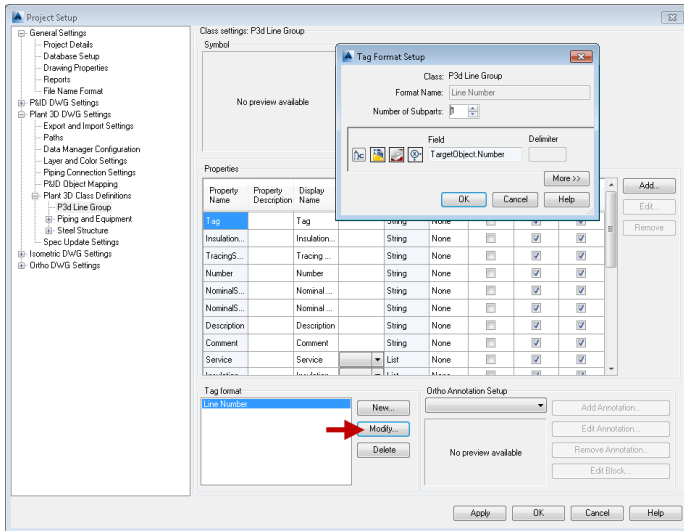 Project Setup
General Settings
Project Details
Database Setup
Drawing Properties
Reports
File Name Format
P&ID DWG Settings
Plant 3D DWG Settings
Export and Import Settings
Paths
Data Manager Configuration
Layer and Color Settings
Piping Connection Settings
P&ID Object Mapping
Plant 3D Class Definitions
P3d Line Group
Piping and Equipment
Steel Structure
Spec Update Settings
Isometric DWG Settings
Ortho DWG Settings
Class settings: P3d Line Group
Symbol
No preview available
Tag Format Setup
Class: P3d Line Group
Format Name: Line Number
Number of Subparts: 1
Field Delimiter
TargetObject.Number
More >>
OK Cancel Help
Properties
Property Name Property Description Display Name
Tag Tag String None
Insulation... Insulation... String None
TracingS... Tracing ... String None
Number Number String None
NominalS... Nominal ... String None
NominalS... Nominal ... String None
Description Description String None
Comment Comment String None
Service Service List None
Add...
Edit...
Remove
Tag format
Line Number
New...
Modify...
Delete
Ortho Annotation Setup
No preview available
Add Annotation...
Edit Annotation...
Remove Annotation...
Edit Block...
Apply OK Cancel Help